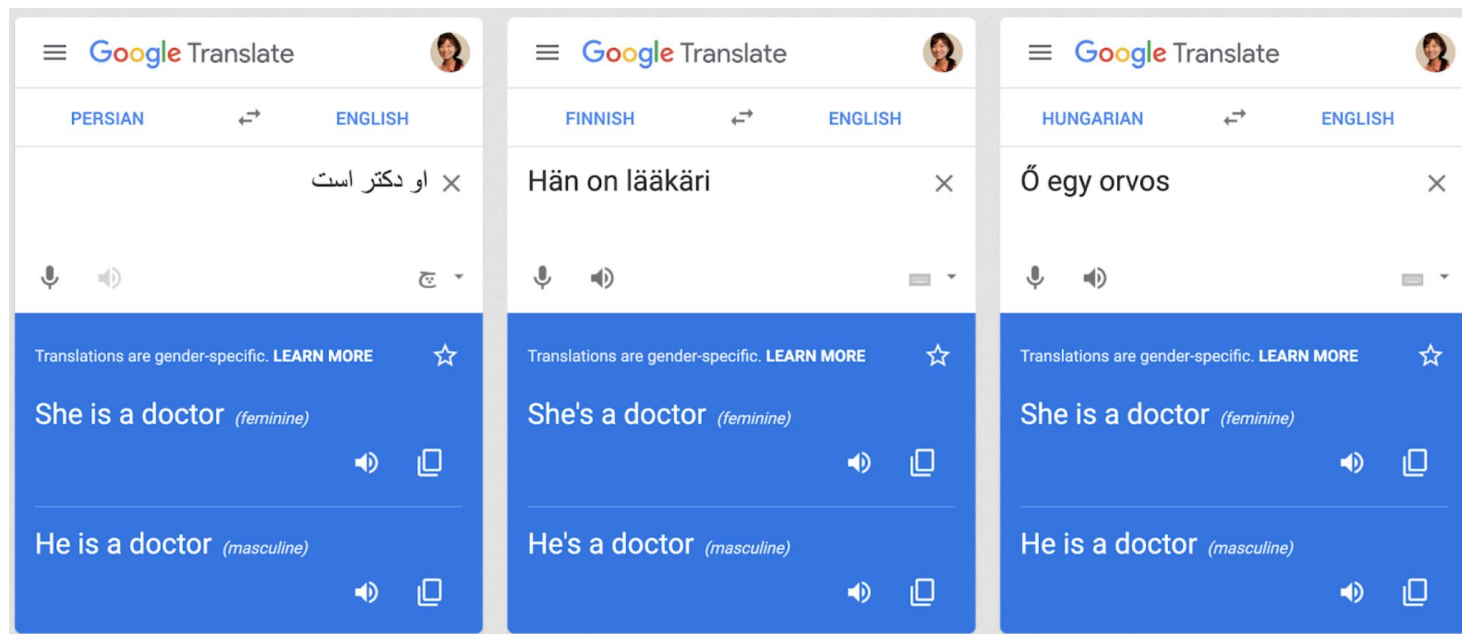 Google Translate
PERSIAN ENGLISH
او دکتر است
Translations are gender-specific. LEARN MORE
She is a doctor (feminine)
He is a doctor (masculine)
Google Translate
FINNISH ENGLISH
Hän on lääkäri
Translations are gender-specific. LEARN MORE
She's a doctor (feminine)
He's a doctor (masculine)
Google Translate
HUNGARIAN ENGLISH
Ő egy orvos
Translations are gender-specific. LEARN MORE
She is a doctor (feminine)
He is a doctor (masculine)